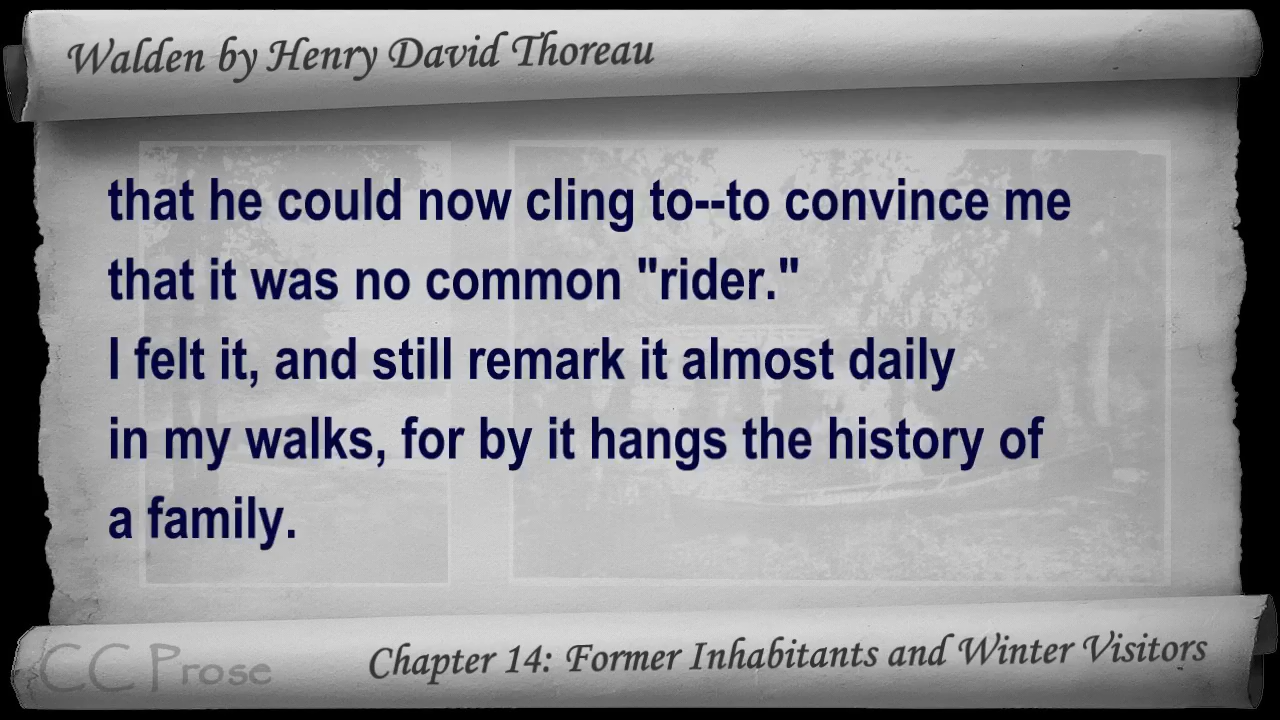 Walden by Henry David Thoreau
that he could now cling to--to convince me
that it was no common "rider."
I felt it, and still remark it almost daily
in my walks, for by it hangs the history of
a family.
CC Prose
Chapter 14: Former Inhabitants and Winter Visitors